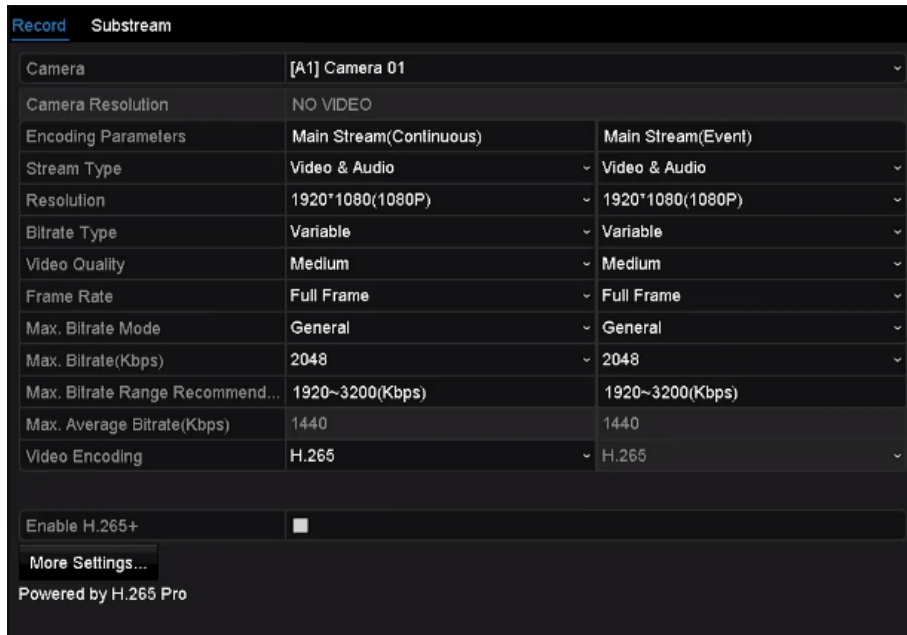 Record Substream
Camera [A1] Camera 01
Camera Resolution NO VIDEO
Encoding Parameters Main Stream(Continuous) Main Stream(Event)
Stream Type Video & Audio Video & Audio
Resolution 1920*1080(1080P) 1920*1080(1080P)
Bitrate Type Variable Variable
Video Quality Medium Medium
Frame Rate Full Frame Full Frame
Max. Bitrate Mode General General
Max. Bitrate(Kbps) 2048 2048
Max. Bitrate Range Recommend... 1920~3200(Kbps) 1920~3200(Kbps)
Max. Average Bitrate(Kbps) 1440 1440
Video Encoding H.265 H.265
Enable H.265+
More Settings...
Powered by H.265 Pro